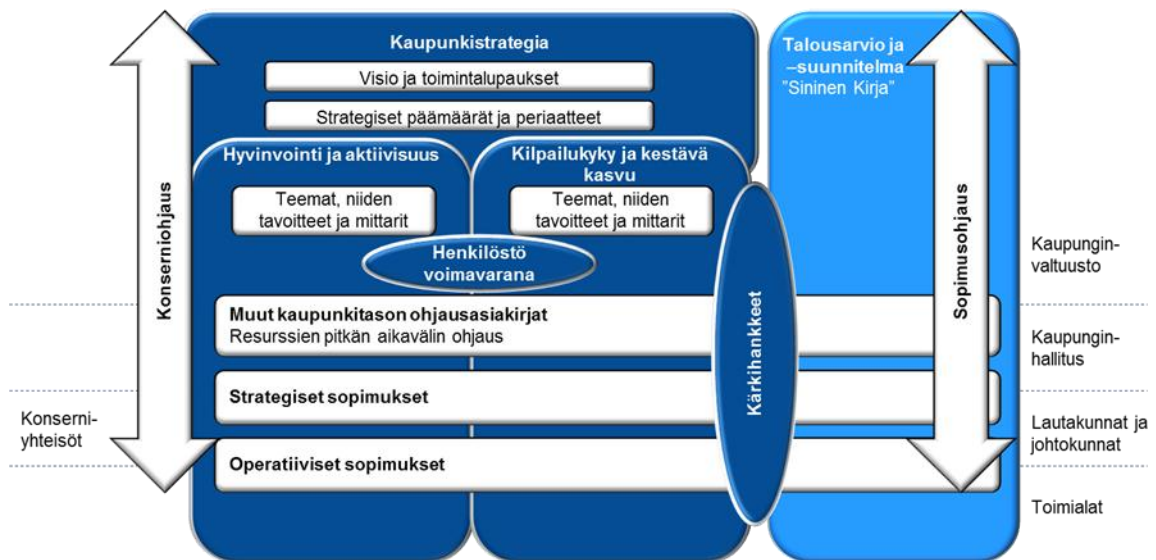 Kaupunkistrategia
Visio ja toimintalupaukset
Strategiset päämäärät ja periaatteet
Hyvinvointi ja aktiivisuus
Teemat, niiden
tavoitteet ja mittarit
Kilpailukyky ja kestävä
kasvu
Teemat, niiden
tavoitteet ja mittarit
Henkilöstö
voimavarana
Talousarvio ja
–suunnitelma
"Sininen Kirja"
Konserniohjaus
Sopimusohjaus
Kärkihankkeet
Muut kaupunkitason ohjausasiakirjat
Resurssien pitkän aikavälin ohjaus
Strategiset sopimukset
Operatiiviset sopimukset
Konserni-
yhteisöt
Kaupungin-
valtuusto
Kaupungin-
hallitus
Lautakunnat ja
johtokunnat
Toimialat